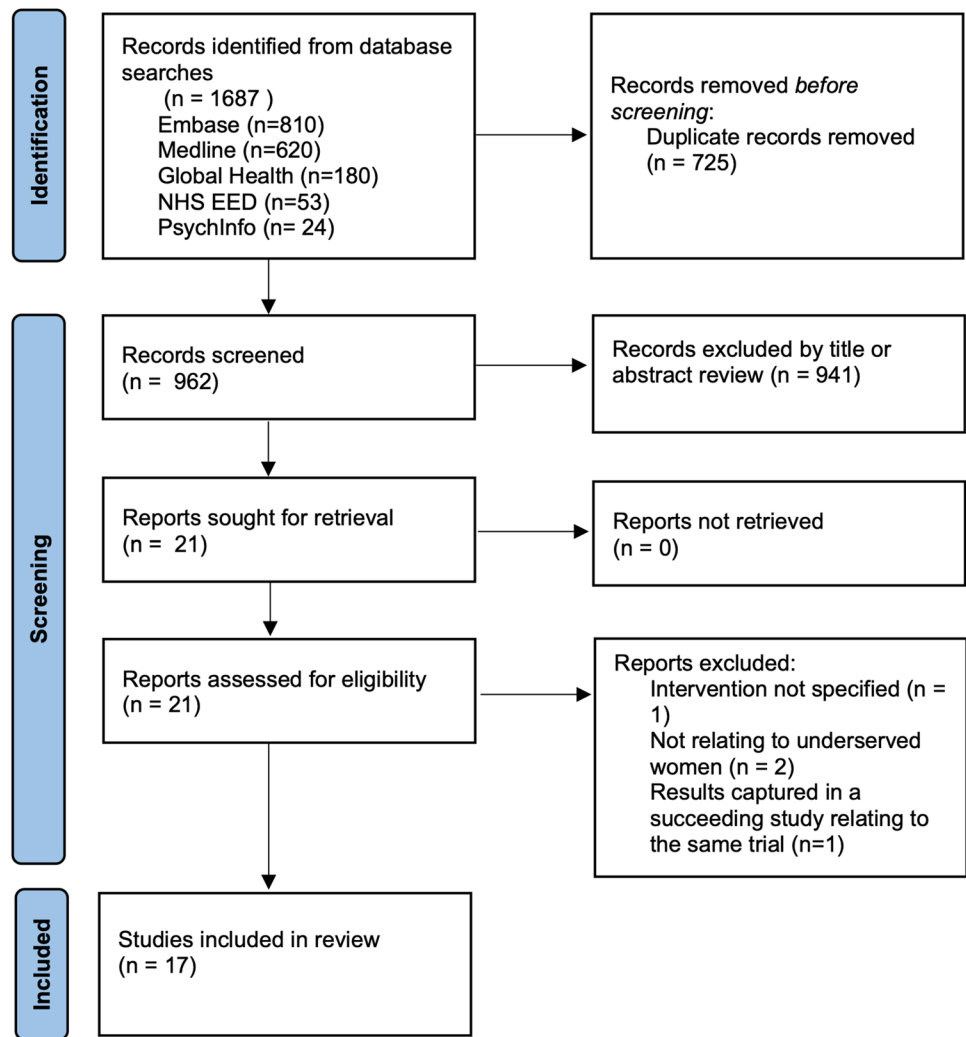 Identification
Records identified from database
searches
(n = 1687 )
Embase (n=810)
Medline (n=620)
Global Health (n=180)
NHS EED (n=53)
PsychInfo (n= 24)
Records removed before
screening:
Duplicate records removed
(n = 725)
Screening
Records screened
(n = 962)
Records excluded by title or
abstract review (n = 941)
Reports sought for retrieval
(n = 21)
Reports not retrieved
(n = 0)
Reports assessed for eligibility
(n = 21)
Reports excluded:
Intervention not specified (n =
1)
Not relating to underserved
women (n = 2)
Results captured in a
succeeding study relating to
the same trial (n=1)
Included
Studies included in review
(n = 17)